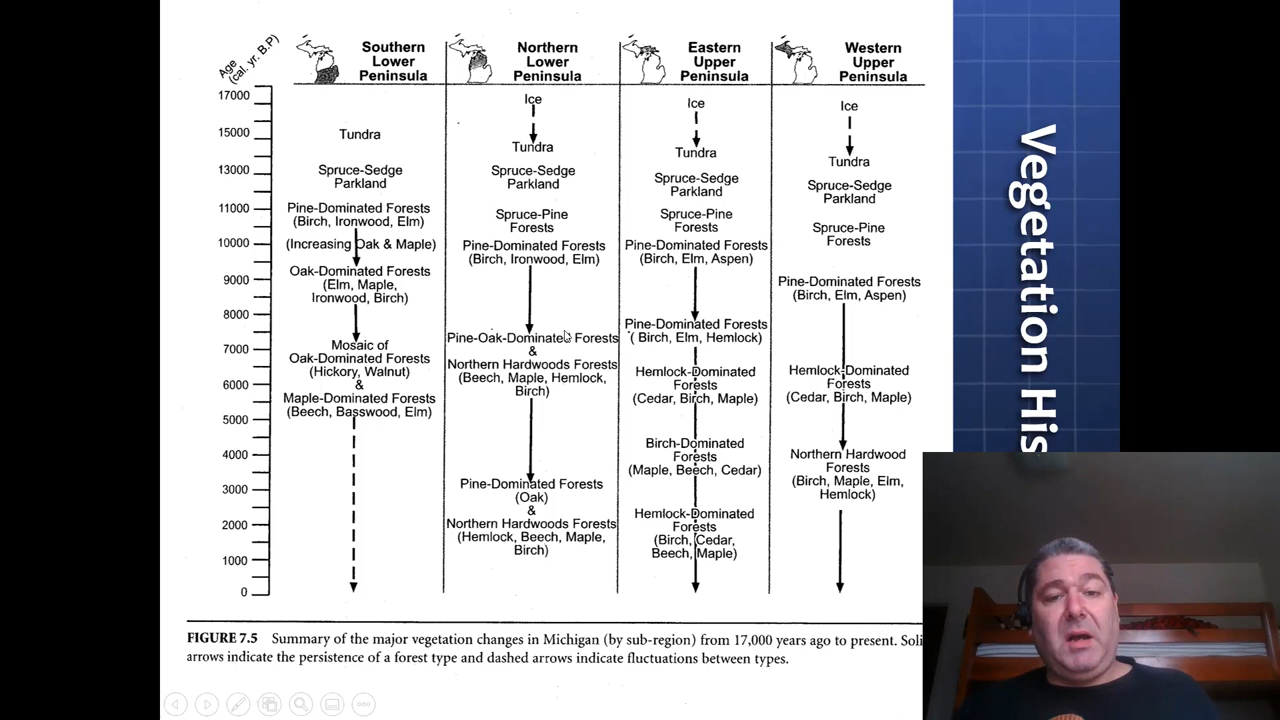 Age
(cal. yr. B.P)
Southern
Lower
Peninsula
Northern
Lower
Peninsula
Eastern
Upper
Peninsula
Western
Upper
Peninsula
17000
15000
13000
11000
10000
9000
8000
7000
6000
5000
4000
3000
2000
1000
0
Tundra
Spruce-Sedge
Parkland
Pine-Dominated Forests
(Birch, Ironwood, Elm)
(Increasing Oak & Maple)
Oak-Dominated Forests
(Elm, Maple,
Ironwood, Birch)
Mosaic of
Oak-Dominated Forests
(Hickory, Walnut)
&
Maple-Dominated Forests
(Beech, Basswood, Elm)
Ice
Tundra
Spruce-Sedge
Parkland
Spruce-Pine
Forests
Pine-Dominated Forests
(Birch, Ironwood, Elm)
Pine-Oak-Dominated Forests
&
Northern Hardwoods Forests
(Beech, Maple, Hemlock,
Birch)
Pine-Dominated Forests
(Oak)
&
Northern Hardwoods Forests
(Hemlock, Beech, Maple,
Birch)
Ice
Tundra
Spruce-Sedge
Parkland
Spruce-Pine
Forests
Pine-Dominated Forests
(Birch, Elm, Aspen)
Pine-Dominated Forests
( Birch, Elm, Hemlock)
Hemlock-Dominated
Forests
(Cedar, Birch, Maple)
Birch-Dominated
Forests
(Maple, Beech, Cedar)
Hemlock-Dominated
Forests
(Birch, Cedar,
Beech, Maple)
Ice
Tundra
Spruce-Sedge
Parkland
Spruce-Pine
Forests
Pine-Dominated Forests
(Birch, Elm, Aspen)
Hemlock-Dominated
Forests
(Cedar, Birch, Maple)
Northern Hardwood
Forests
(Birch, Maple, Elm,
Hemlock)
FIGURE 7.5 Summary of the major vegetation changes in Michigan (by sub-region) from 17,000 years ago to present. Soli
arrows indicate the persistence of a forest type and dashed arrows indicate fluctuations between types.
Vegetation His